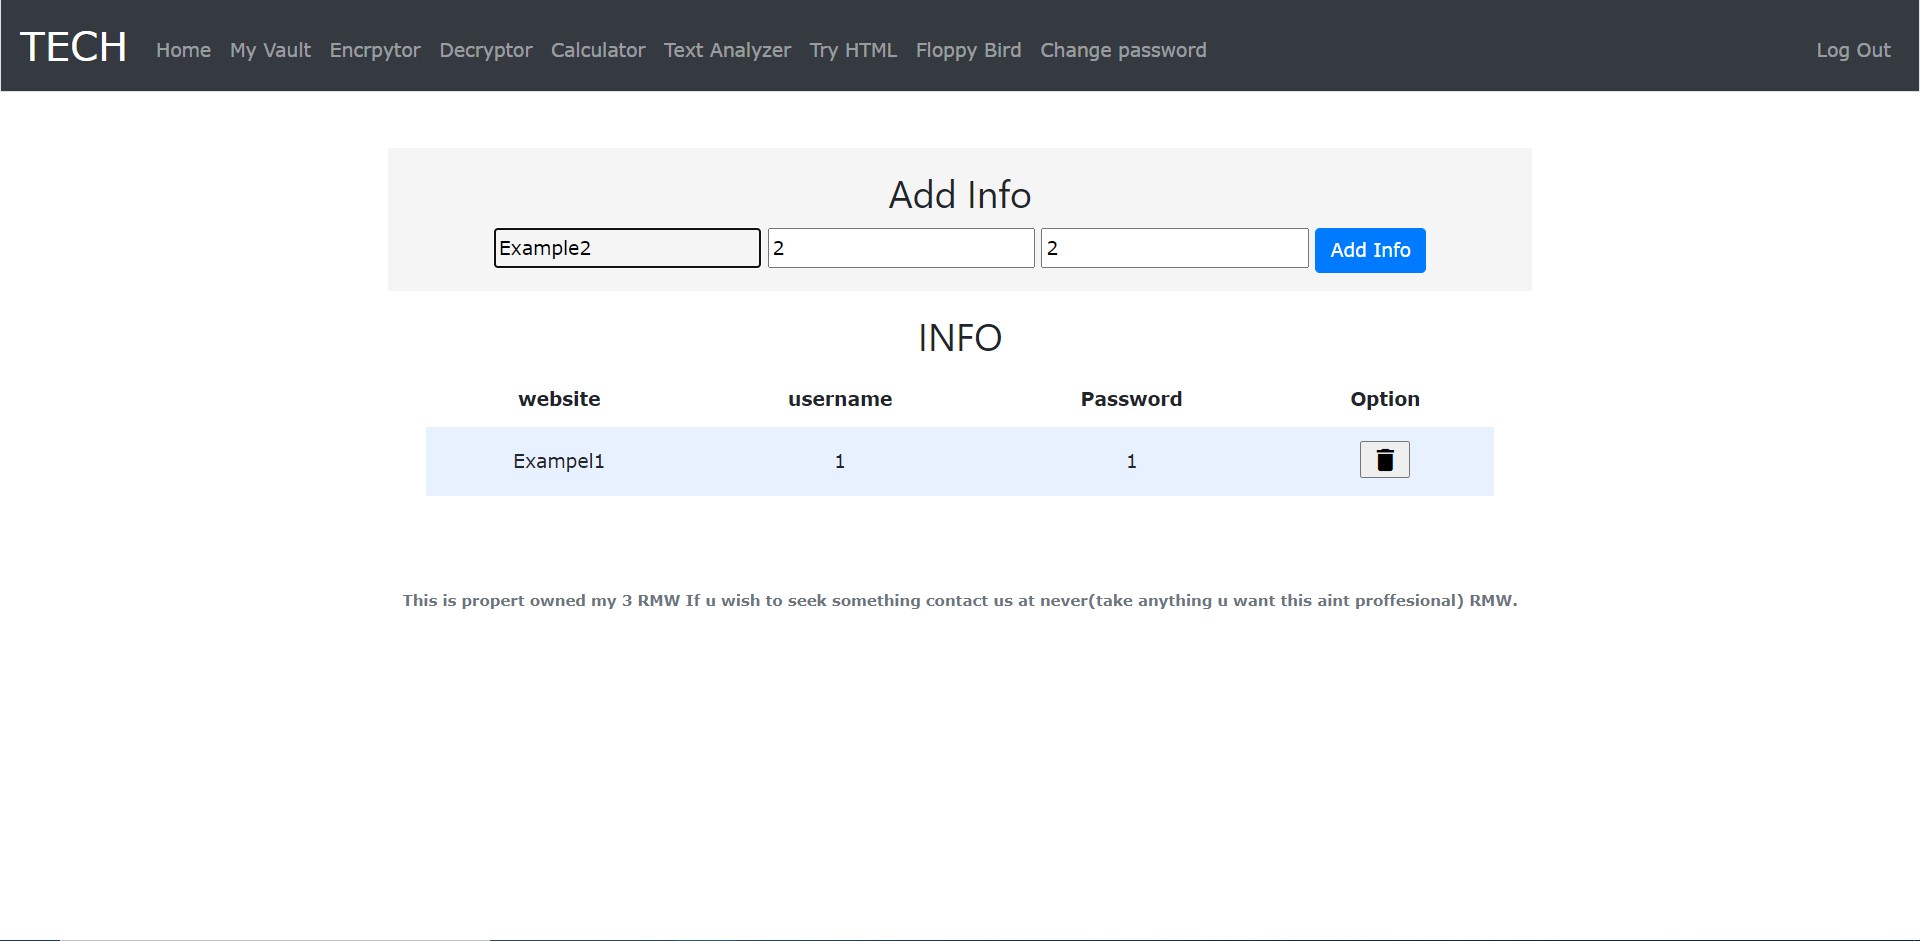 TECH Home My Vault Encrpytor Decryptor Calculator Text Analyzer Try HTML Floppy Bird Change password Log Out
Add Info
Example2 2 2 Add Info
INFO
website username Password Option
Exampel1 1 1
This is propert owned my 3 RMW If u wish to seek something contact us at never(take anything u want this aint proffesional) RMW.